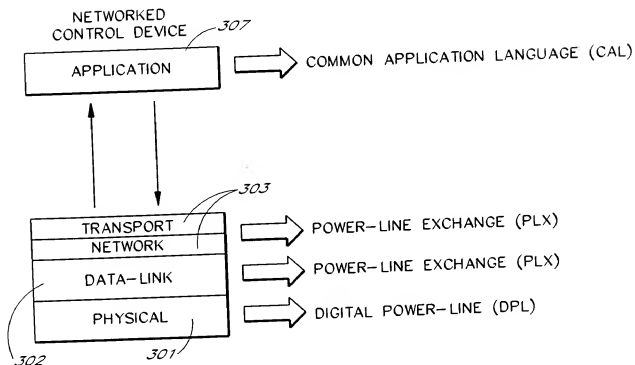 NETWORKED
CONTROL DEVICE
307
APPLICATION
COMMON APPLICATION LANGUAGE (CAL)
303
TRANSPORT
POWER-LINE EXCHANGE (PLX)
NETWORK
DATA-LINK
POWER-LINE EXCHANGE (PLX)
PHYSICAL
DIGITAL POWER-LINE (DPL)
302
301